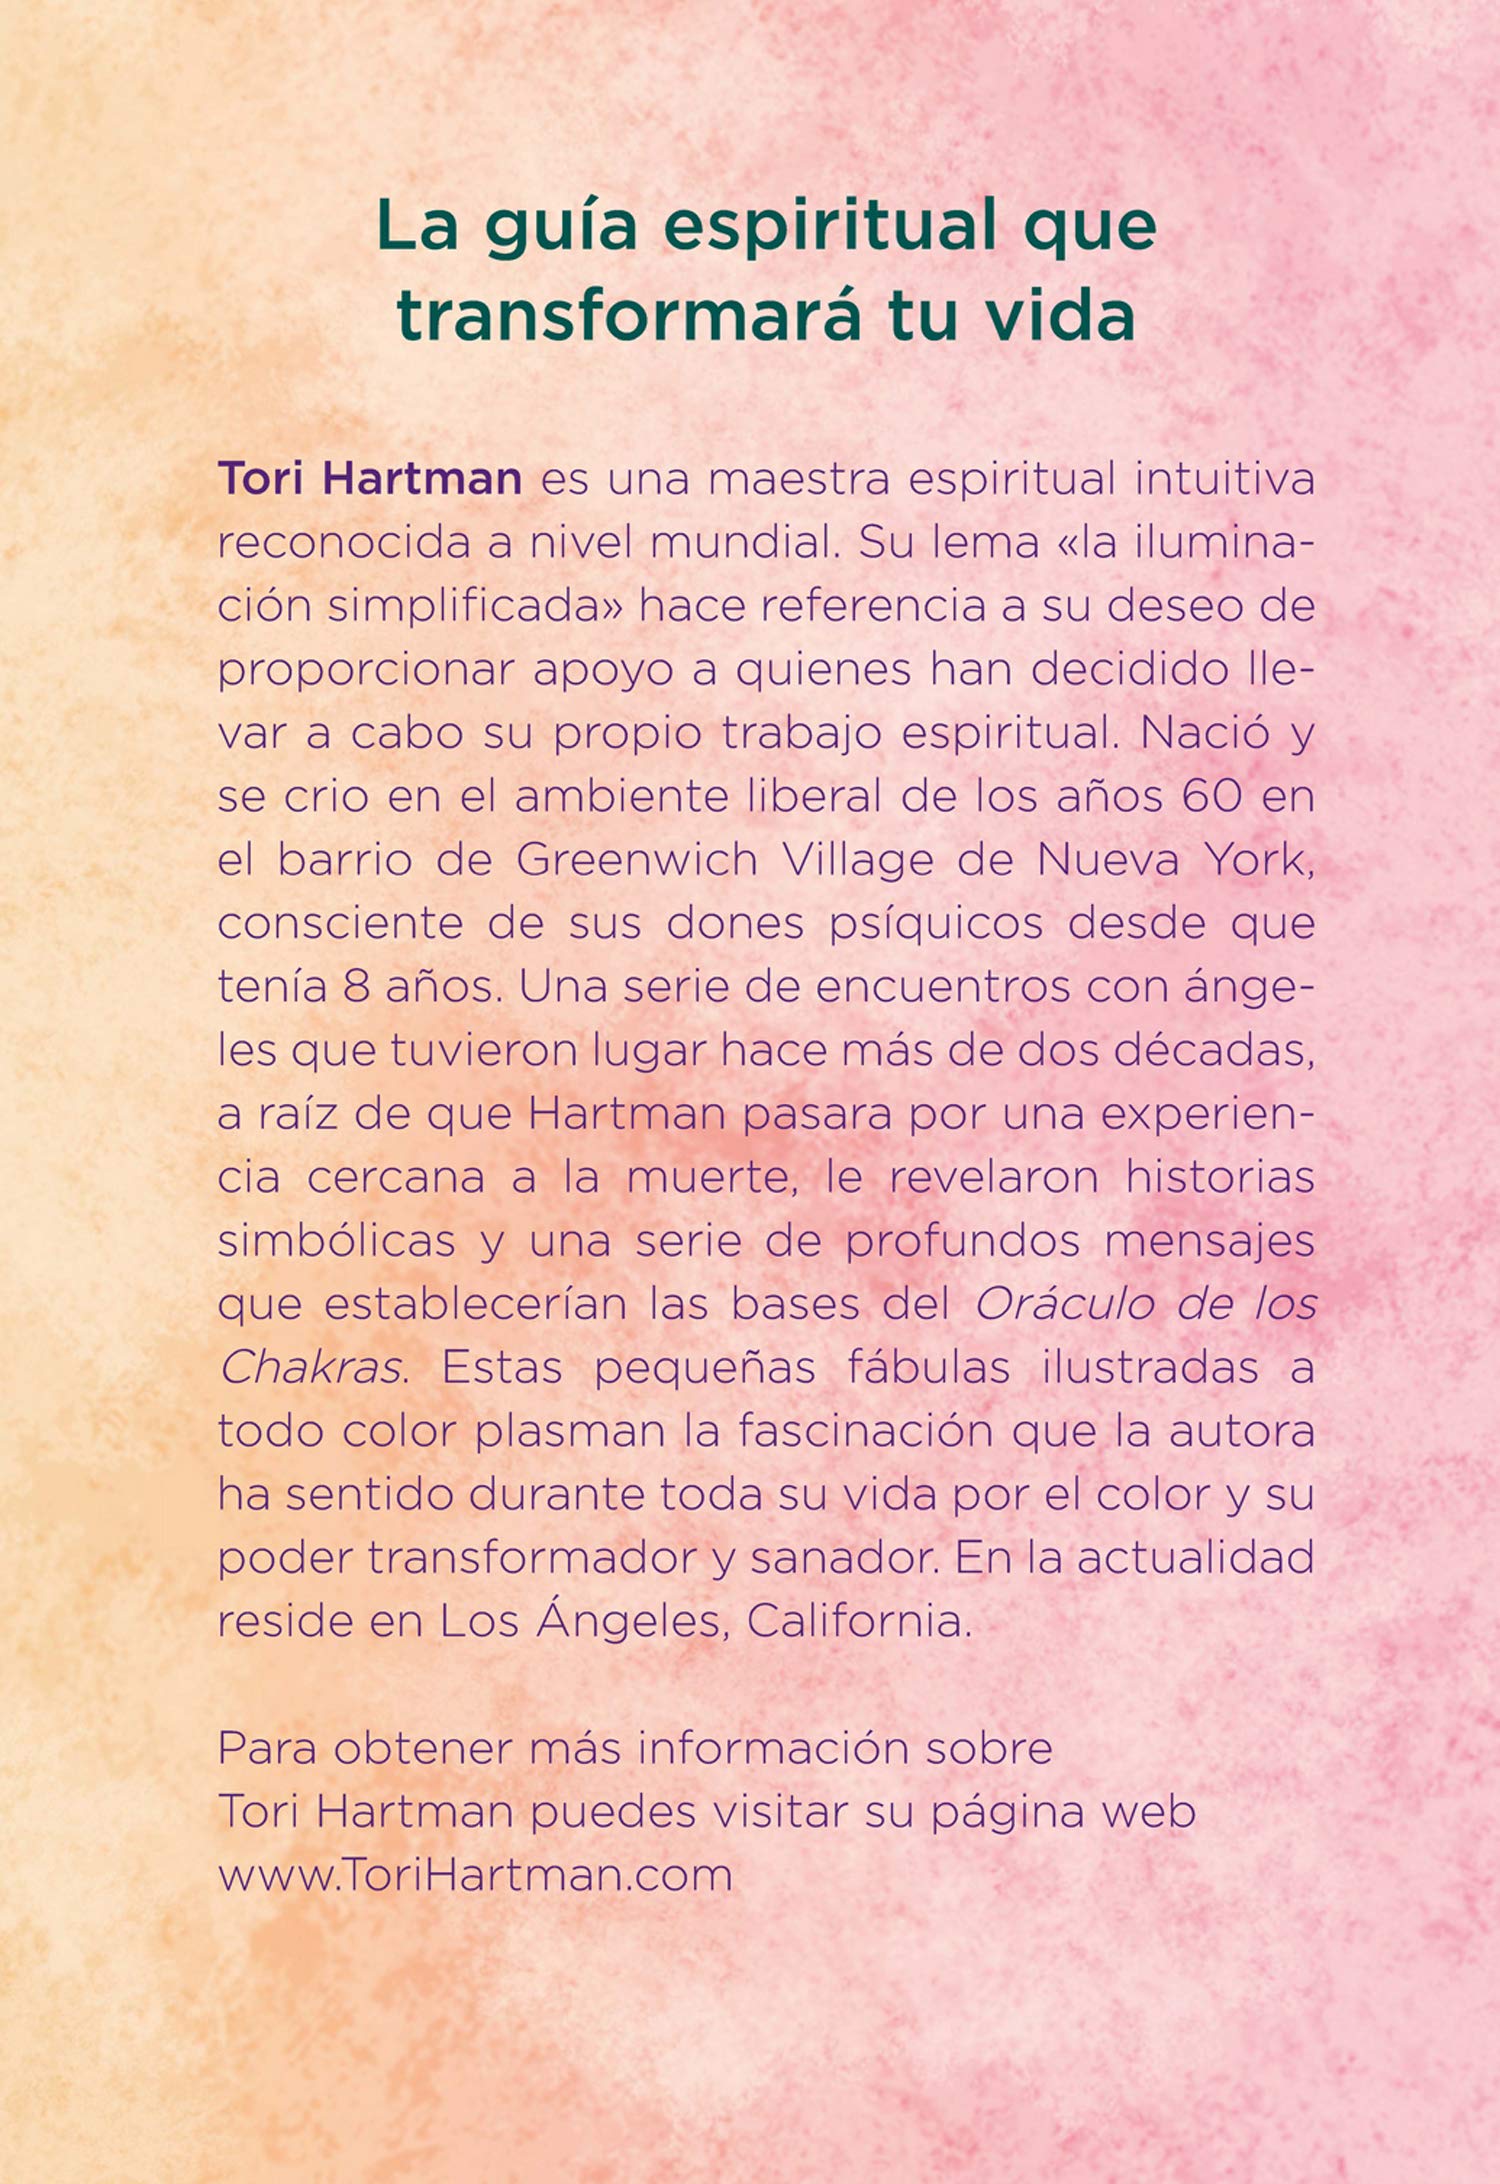 La guía espiritual que
transformará tu vida
Tori Hartman es una maestra espiritual intuitiva
reconocida a nivel mundial. Su lema «la ilumina-
ción simplificada» hace referencia a su deseo de
proporcionar apoyo a quienes han decidido lle-
var a cabo su propio trabajo espiritual. Nació y
se crio en el ambiente liberal de los años 60 en
el barrio de Greenwich Village de Nueva York,
consciente de sus dones psíquicos desde que
tenía 8 años. Una serie de encuentros con ánge-
les que tuvieron lugar hace más de dos décadas,
a raíz de que Hartman pasara por una experien-
cia cercana a la muerte, le revelaron historias
simbólicas y una serie de profundos mensajes
que establecerían las bases del Oráculo de los
Chakras. Estas pequeñas fábulas ilustradas a
todo color plasman la fascinación que la autora
ha sentido durante toda su vida por el color y su
poder transformador y sanador. En la actualidad
reside en Los Ángeles, California.
Para obtener más información sobre
Tori Hartman puedes visitar su página web
www.ToriHartman.com